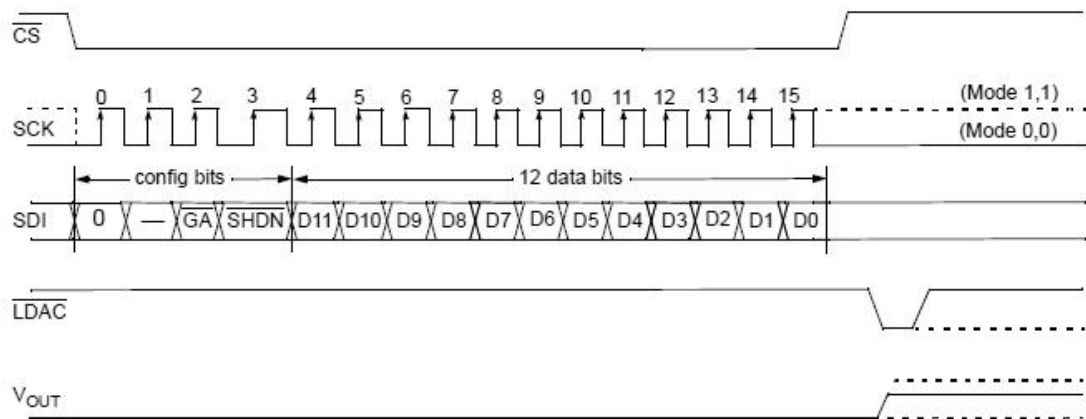 CS
0 1 2 3 4 5 6 7 8 9 10 11 12 13 14 15 (Mode 1,1)
SCK (Mode 0,0)
config bits 12 data bits
SDI 0 — GA SHDN D11 D10 D9 D8 D7 D6 D5 D4 D3 D2 D1 D0
LDAC
VOUT